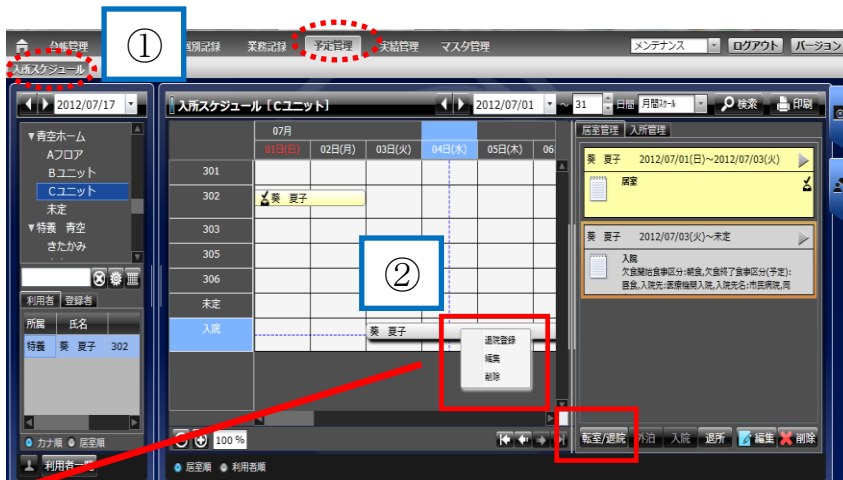 ①
台帳管理
個別記録
業務記録
予定管理
実績管理
マスタ管理
メンテナンス
ログアウト
バージョン
入所スケジュール
2012/07/17
▼青空ホーム
Aフロア
Bユニット
Cユニット
未定
▼特養 青空
きたかみ
利用者 登録者
所属 氏名
特養 葵 夏子 302
カナ順 居室順
利用者一覧
入所スケジュール [Cユニット]
2012/07/01 ～ 31 日間 月間スケール 検索 印刷
07月
01日(日) 02日(月) 03日(火) 04日(水) 05日(木) 06
301
302 葵 夏子
303
305
306
未定
入院 葵 夏子
②
退院登録
編集
削除
100 %
居室順 利用者順
居室管理 入所管理
葵 夏子 2012/07/01(日)～2012/07/03(火)
居室
葵 夏子 2012/07/03(火)～未定
入院
欠食開始食事区分:朝食,欠食終了食事区分(予定):
昼食,入院先:医療機関入院,入院先名:市民病院,同
転室/退院 外泊 入院 退所 編集 削除